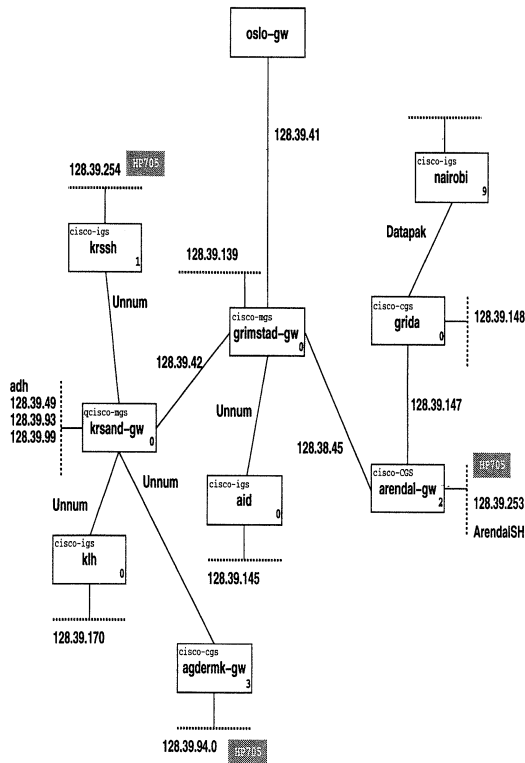 oslo-gw
128.39.41
128.39.254
HP705
cisco-igs
nairobi
9
cisco-igs
krssh
1
Datapak
128.39.139
Unnum
cisco-mgs
grimstad-gw
0
cisco-cgs
grida
0
128.39.148
128.39.42
adh
128.39.49
128.39.93
128.39.99
qcisco-mgs
krsand-gw
0
Unnum
128.39.147
128.38.45
HP705
cisco-CGS
arendal-gw
2
128.39.253
ArendalSH
Unnum
Unnum
cisco-igs
aid
0
cisco-igs
klh
0
128.39.145
128.39.170
cisco-cgs
agdermk-gw
3
128.39.94.0
HP705